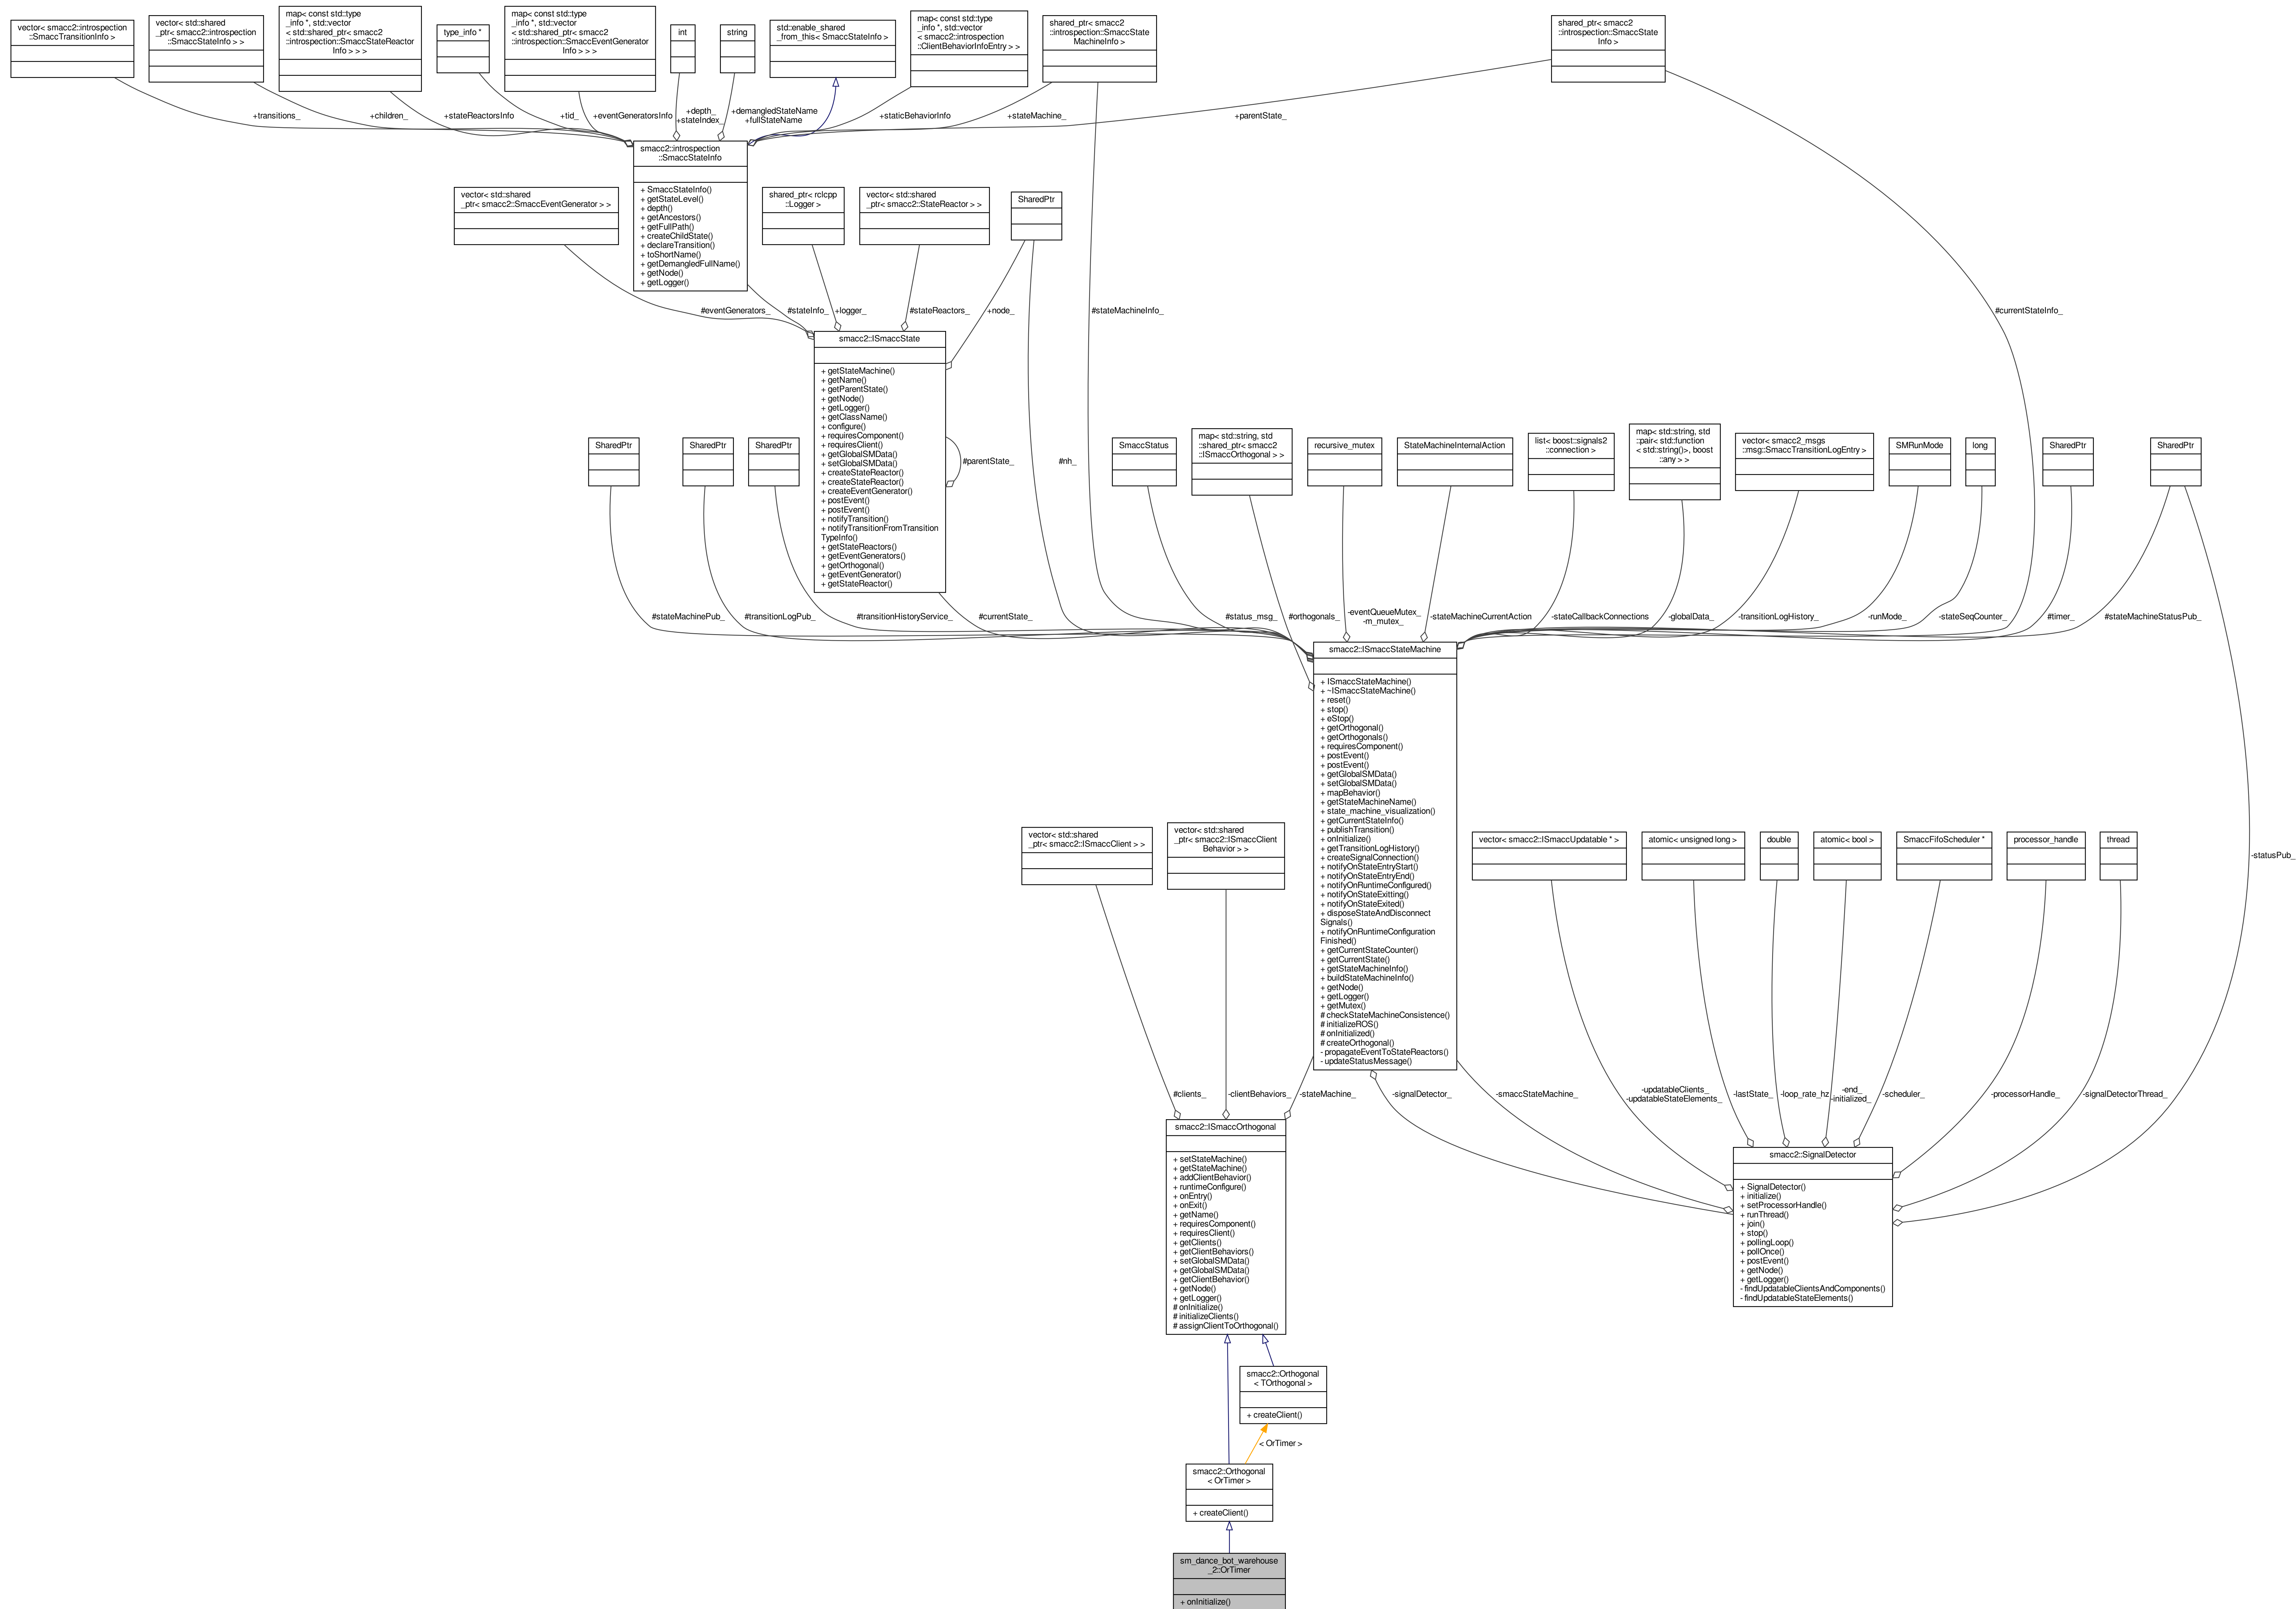 vector< smacc2::introspection
::SmaccTransitionInfo >
vector< std::shared
_ptr< smacc2::introspection
::SmaccStateInfo > >
map< const std::type
_info *, std::vector
< std::shared_ptr< smacc2
::introspection::SmaccStateReactor
Info > > >
type_info *
map< const std::type
_info *, std::vector
< std::shared_ptr< smacc2
::introspection::SmaccEventGenerator
Info > > >
int
string
std::enable_shared
_from_this< SmaccStateInfo >
map< const std::type
_info *, std::vector
< smacc2::introspection
::ClientBehaviorInfoEntry > >
shared_ptr< smacc2
::introspection::SmaccState
MachineInfo >
shared_ptr< smacc2
::introspection::SmaccState
Info >
+transitions_
+children_
+stateReactorsInfo
+tid_
+eventGeneratorsInfo
+depth_
+stateIndex_
+demangledStateName
+fullStateName
+staticBehaviorInfo
+stateMachine_
+parentState_
smacc2::introspection
::SmaccStateInfo
+ SmaccStateInfo()
+ getStateLevel()
+ depth()
+ getAncestors()
+ getFullPath()
+ createChildState()
+ declareTransition()
+ toShortName()
+ getDemangledFullName()
+ getNode()
+ getLogger()
vector< std::shared
_ptr< smacc2::SmaccEventGenerator > >
shared_ptr< rclcpp
::Logger >
vector< std::shared
_ptr< smacc2::StateReactor > >
SharedPtr
#eventGenerators_
#stateInfo_
+logger_
#stateReactors_
+node_
#stateMachineInfo_
#currentStateInfo_
smacc2::ISmaccState
+ getStateMachine()
+ getName()
+ getParentState()
+ getNode()
+ getLogger()
+ getClassName()
+ configure()
+ requiresComponent()
+ requiresClient()
+ getGlobalSMData()
+ setGlobalSMData()
+ createStateReactor()
+ createStateReactor()
+ createEventGenerator()
+ postEvent()
+ postEvent()
+ notifyTransition()
+ notifyTransitionFromTransition
TypeInfo()
+ getStateReactors()
+ getEventGenerators()
+ getOrthogonal()
+ getEventGenerator()
+ getStateReactor()
#parentState_
#nh_
SharedPtr
SharedPtr
SharedPtr
SmaccStatus
map< std::string, std
::shared_ptr< smacc2
::ISmaccOrthogonal > >
recursive_mutex
StateMachineInternalAction
list< boost::signals2
::connection >
map< std::string, std
::pair< std::function
< std::string()>, boost
::any > >
vector< smacc2_msgs
::msg::SmaccTransitionLogEntry >
SMRunMode
long
SharedPtr
SharedPtr
#stateMachinePub_
#transitionLogPub_
#transitionHistoryService_
#currentState_
#status_msg_
#orthogonals_
-eventQueueMutex_
-m_mutex_
-stateMachineCurrentAction
-stateCallbackConnections
-globalData_
-transitionLogHistory_
-runMode_
-stateSeqCounter_
#timer_
#stateMachineStatusPub_
smacc2::ISmaccStateMachine
+ ISmaccStateMachine()
+ ~ISmaccStateMachine()
+ reset()
+ stop()
+ eStop()
+ getOrthogonal()
+ getOrthogonals()
+ requiresComponent()
+ postEvent()
+ postEvent()
+ getGlobalSMData()
+ setGlobalSMData()
+ mapBehavior()
+ getStateMachineName()
+ state_machine_visualization()
+ getCurrentStateInfo()
+ publishTransition()
+ onInitialize()
+ getTransitionLogHistory()
+ createSignalConnection()
+ notifyOnStateEntryStart()
+ notifyOnStateEntryEnd()
+ notifyOnRuntimeConfigured()
+ notifyOnStateExitting()
+ notifyOnStateExited()
+ disposeStateAndDisconnect
Signals()
+ notifyOnRuntimeConfiguration
Finished()
+ getCurrentStateCounter()
+ getCurrentState()
+ getStateMachineInfo()
+ buildStateMachineInfo()
+ getNode()
+ getLogger()
+ getMutex()
# checkStateMachineConsistence()
# initializeROS()
# onInitialized()
# createOrthogonal()
- propagateEventToStateReactors()
- updateStatusMessage()
vector< std::shared
_ptr< smacc2::ISmaccClient > >
vector< std::shared
_ptr< smacc2::ISmaccClient
Behavior > >
vector< smacc2::ISmaccUpdatable * >
atomic< unsigned long >
double
atomic< bool >
SmaccFifoScheduler *
processor_handle
thread
-statusPub_
#clients_
-clientBehaviors_
-stateMachine_
-signalDetector_
-smaccStateMachine_
-updatableClients_
-updatableStateElements_
-lastState_
-loop_rate_hz
-end_
-initialized_
-scheduler_
-processorHandle_
-signalDetectorThread_
smacc2::ISmaccOrthogonal
+ setStateMachine()
+ getStateMachine()
+ addClientBehavior()
+ runtimeConfigure()
+ onEntry()
+ onExit()
+ getName()
+ requiresComponent()
+ requiresClient()
+ getClients()
+ getClientBehaviors()
+ setGlobalSMData()
+ getGlobalSMData()
+ getClientBehavior()
+ getNode()
+ getLogger()
# onInitialize()
# initializeClients()
# assignClientToOrthogonal()
smacc2::SignalDetector
+ SignalDetector()
+ initialize()
+ setProcessorHandle()
+ runThread()
+ join()
+ stop()
+ pollingLoop()
+ pollOnce()
+ postEvent()
+ getNode()
+ getLogger()
- findUpdatableClientsAndComponents()
- findUpdatableStateElements()
smacc2::Orthogonal
< TOrthogonal >
+ createClient()
< OrTimer >
smacc2::Orthogonal
< OrTimer >
+ createClient()
sm_dance_bot_warehouse
_2::OrTimer
+ onInitialize()